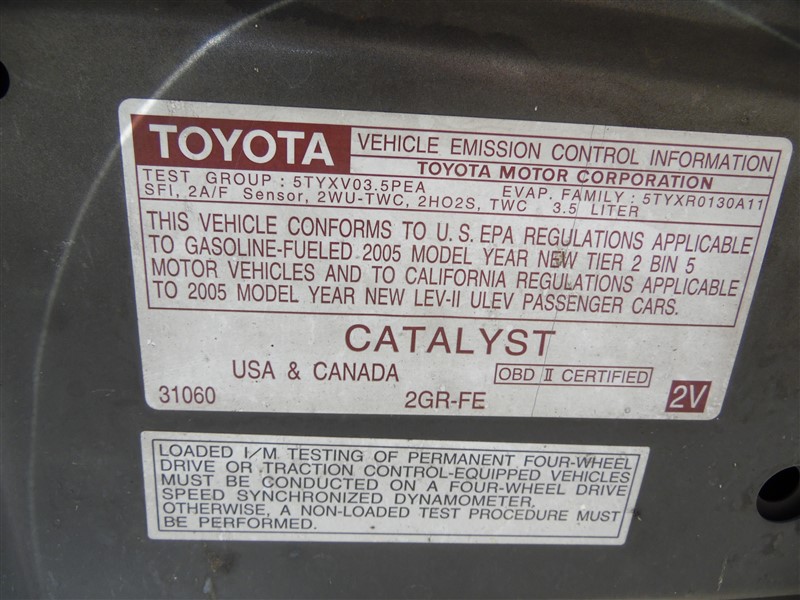 TOYOTA VEHICLE EMISSION CONTROL INFORMATION
TOYOTA MOTOR CORPORATION
TEST GROUP : 5TYXV03.5PEA EVAP. FAMILY : 5TYXR0130A11
SFI, 2A/F Sensor, 2WU-TWC, 2HO2S, TWC 3.5 LITER
THIS VEHICLE CONFORMS TO U.S. EPA REGULATIONS APPLICABLE
TO GASOLINE-FUELED 2005 MODEL YEAR NEW TIER 2 BIN 5
MOTOR VEHICLES AND TO CALIFORNIA REGULATIONS APPLICABLE
TO 2005 MODEL YEAR NEW LEV-II ULEV PASSENGER CARS.
CATALYST
USA & CANADA OBD II CERTIFIED
31060 2GR-FE 2V
LOADED I/M TESTING OF PERMANENT FOUR-WHEEL
DRIVE OR TRACTION CONTROL-EQUIPPED VEHICLES
MUST BE CONDUCTED ON A FOUR-WHEEL DRIVE
SPEED SYNCHRONIZED DYNAMOMETER,
OTHERWISE, A NON-LOADED TEST PROCEDURE MUST
BE PERFORMED.